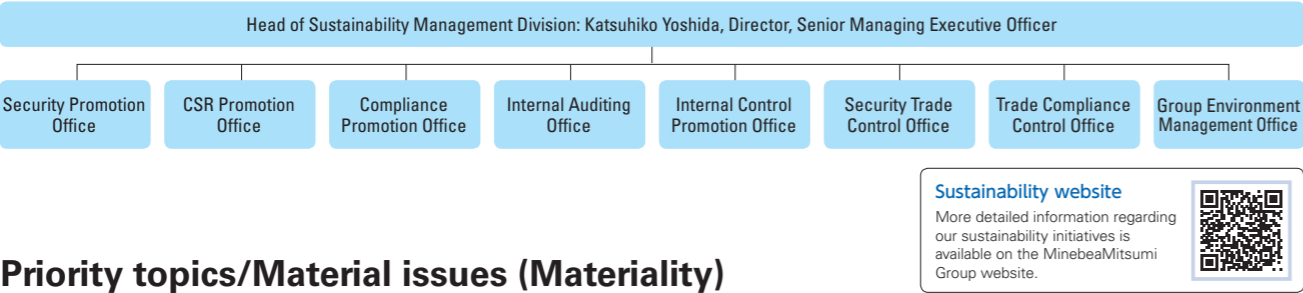 Head of Sustainability Management Division: Katsuhiko Yoshida, Director, Senior Managing Executive Officer
Security Promotion
Office
CSR Promotion
Office
Compliance
Promotion Office
Internal Auditing
Office
Internal Control
Promotion Office
Security Trade
Control Office
Trade Compliance
Control Office
Group Environment
Management Office
Sustainability website
More detailed information regarding
our sustainability initiatives is
available on the MinebeaMitsumi
Group website.
Priority topics/Material issues (Materiality)